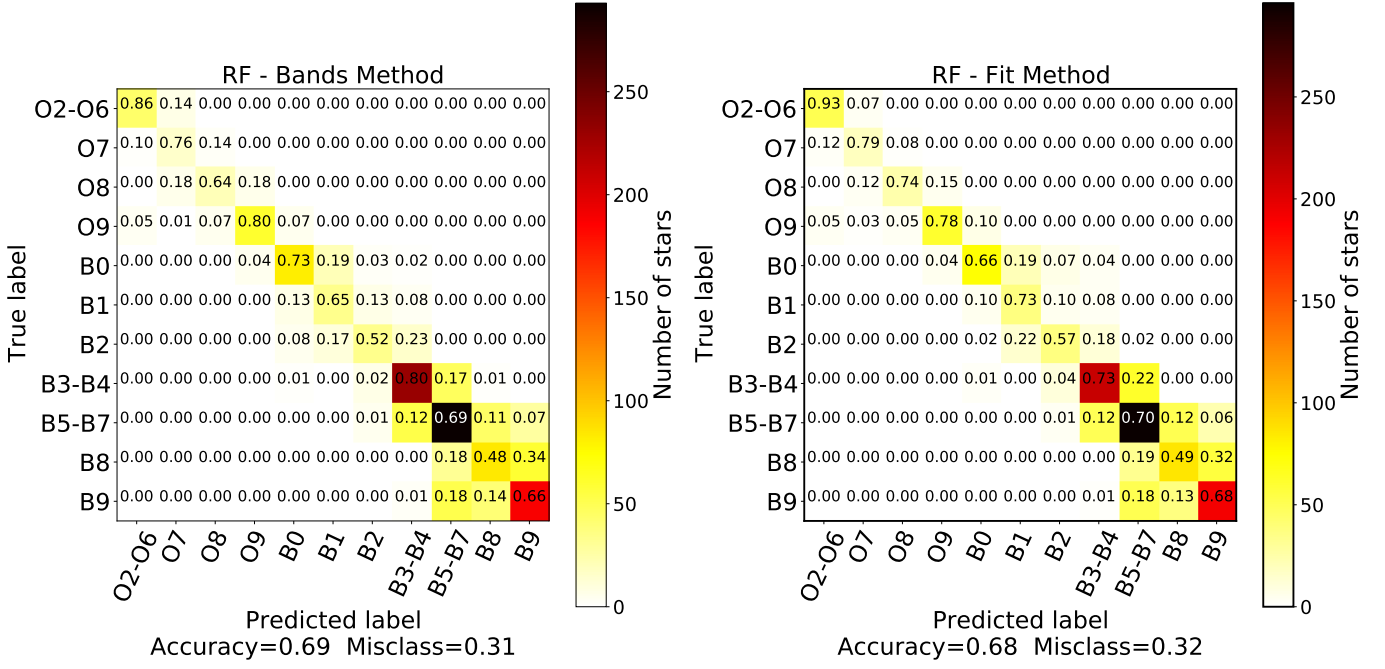 RF - Bands Method
O2-O6 0.86 0.14 0.00 0.00 0.00 0.00 0.00 0.00 0.00 0.00 0.00
O7 0.10 0.76 0.14 0.00 0.00 0.00 0.00 0.00 0.00 0.00 0.00
O8 0.00 0.18 0.64 0.18 0.00 0.00 0.00 0.00 0.00 0.00 0.00
O9 0.05 0.01 0.07 0.80 0.07 0.00 0.00 0.00 0.00 0.00 0.00
B0 0.00 0.00 0.00 0.04 0.73 0.19 0.03 0.02 0.00 0.00 0.00
B1 0.00 0.00 0.00 0.00 0.13 0.65 0.13 0.08 0.00 0.00 0.00
B2 0.00 0.00 0.00 0.00 0.08 0.17 0.52 0.23 0.00 0.00 0.00
B3-B4 0.00 0.00 0.00 0.00 0.01 0.00 0.02 0.80 0.17 0.01 0.00
B5-B7 0.00 0.00 0.00 0.00 0.00 0.00 0.01 0.12 0.69 0.11 0.07
B8 0.00 0.00 0.00 0.00 0.00 0.00 0.00 0.00 0.18 0.48 0.34
B9 0.00 0.00 0.00 0.00 0.00 0.00 0.00 0.01 0.18 0.14 0.66
True label
O2-O6 O7 O8 O9 B0 B1 B2 B3-B4 B5-B7 B8 B9
Predicted label
Accuracy=0.69 Misclass=0.31
250
200
150
100
50
0
Number of stars
RF - Fit Method
O2-O6 0.93 0.07 0.00 0.00 0.00 0.00 0.00 0.00 0.00 0.00 0.00
O7 0.12 0.79 0.08 0.00 0.00 0.00 0.00 0.00 0.00 0.00 0.00
O8 0.00 0.12 0.74 0.15 0.00 0.00 0.00 0.00 0.00 0.00 0.00
O9 0.05 0.03 0.05 0.78 0.10 0.00 0.00 0.00 0.00 0.00 0.00
B0 0.00 0.00 0.00 0.04 0.66 0.19 0.07 0.04 0.00 0.00 0.00
B1 0.00 0.00 0.00 0.00 0.10 0.73 0.10 0.08 0.00 0.00 0.00
B2 0.00 0.00 0.00 0.00 0.02 0.22 0.57 0.18 0.02 0.00 0.00
B3-B4 0.00 0.00 0.00 0.00 0.01 0.00 0.04 0.73 0.22 0.00 0.00
B5-B7 0.00 0.00 0.00 0.00 0.00 0.00 0.01 0.12 0.70 0.12 0.06
B8 0.00 0.00 0.00 0.00 0.00 0.00 0.00 0.00 0.19 0.49 0.32
B9 0.00 0.00 0.00 0.00 0.00 0.00 0.00 0.01 0.18 0.13 0.68
True label
O2-O6 O7 O8 O9 B0 B1 B2 B3-B4 B5-B7 B8 B9
Predicted label
Accuracy=0.68 Misclass=0.32
250
200
150
100
50
0
Number of stars